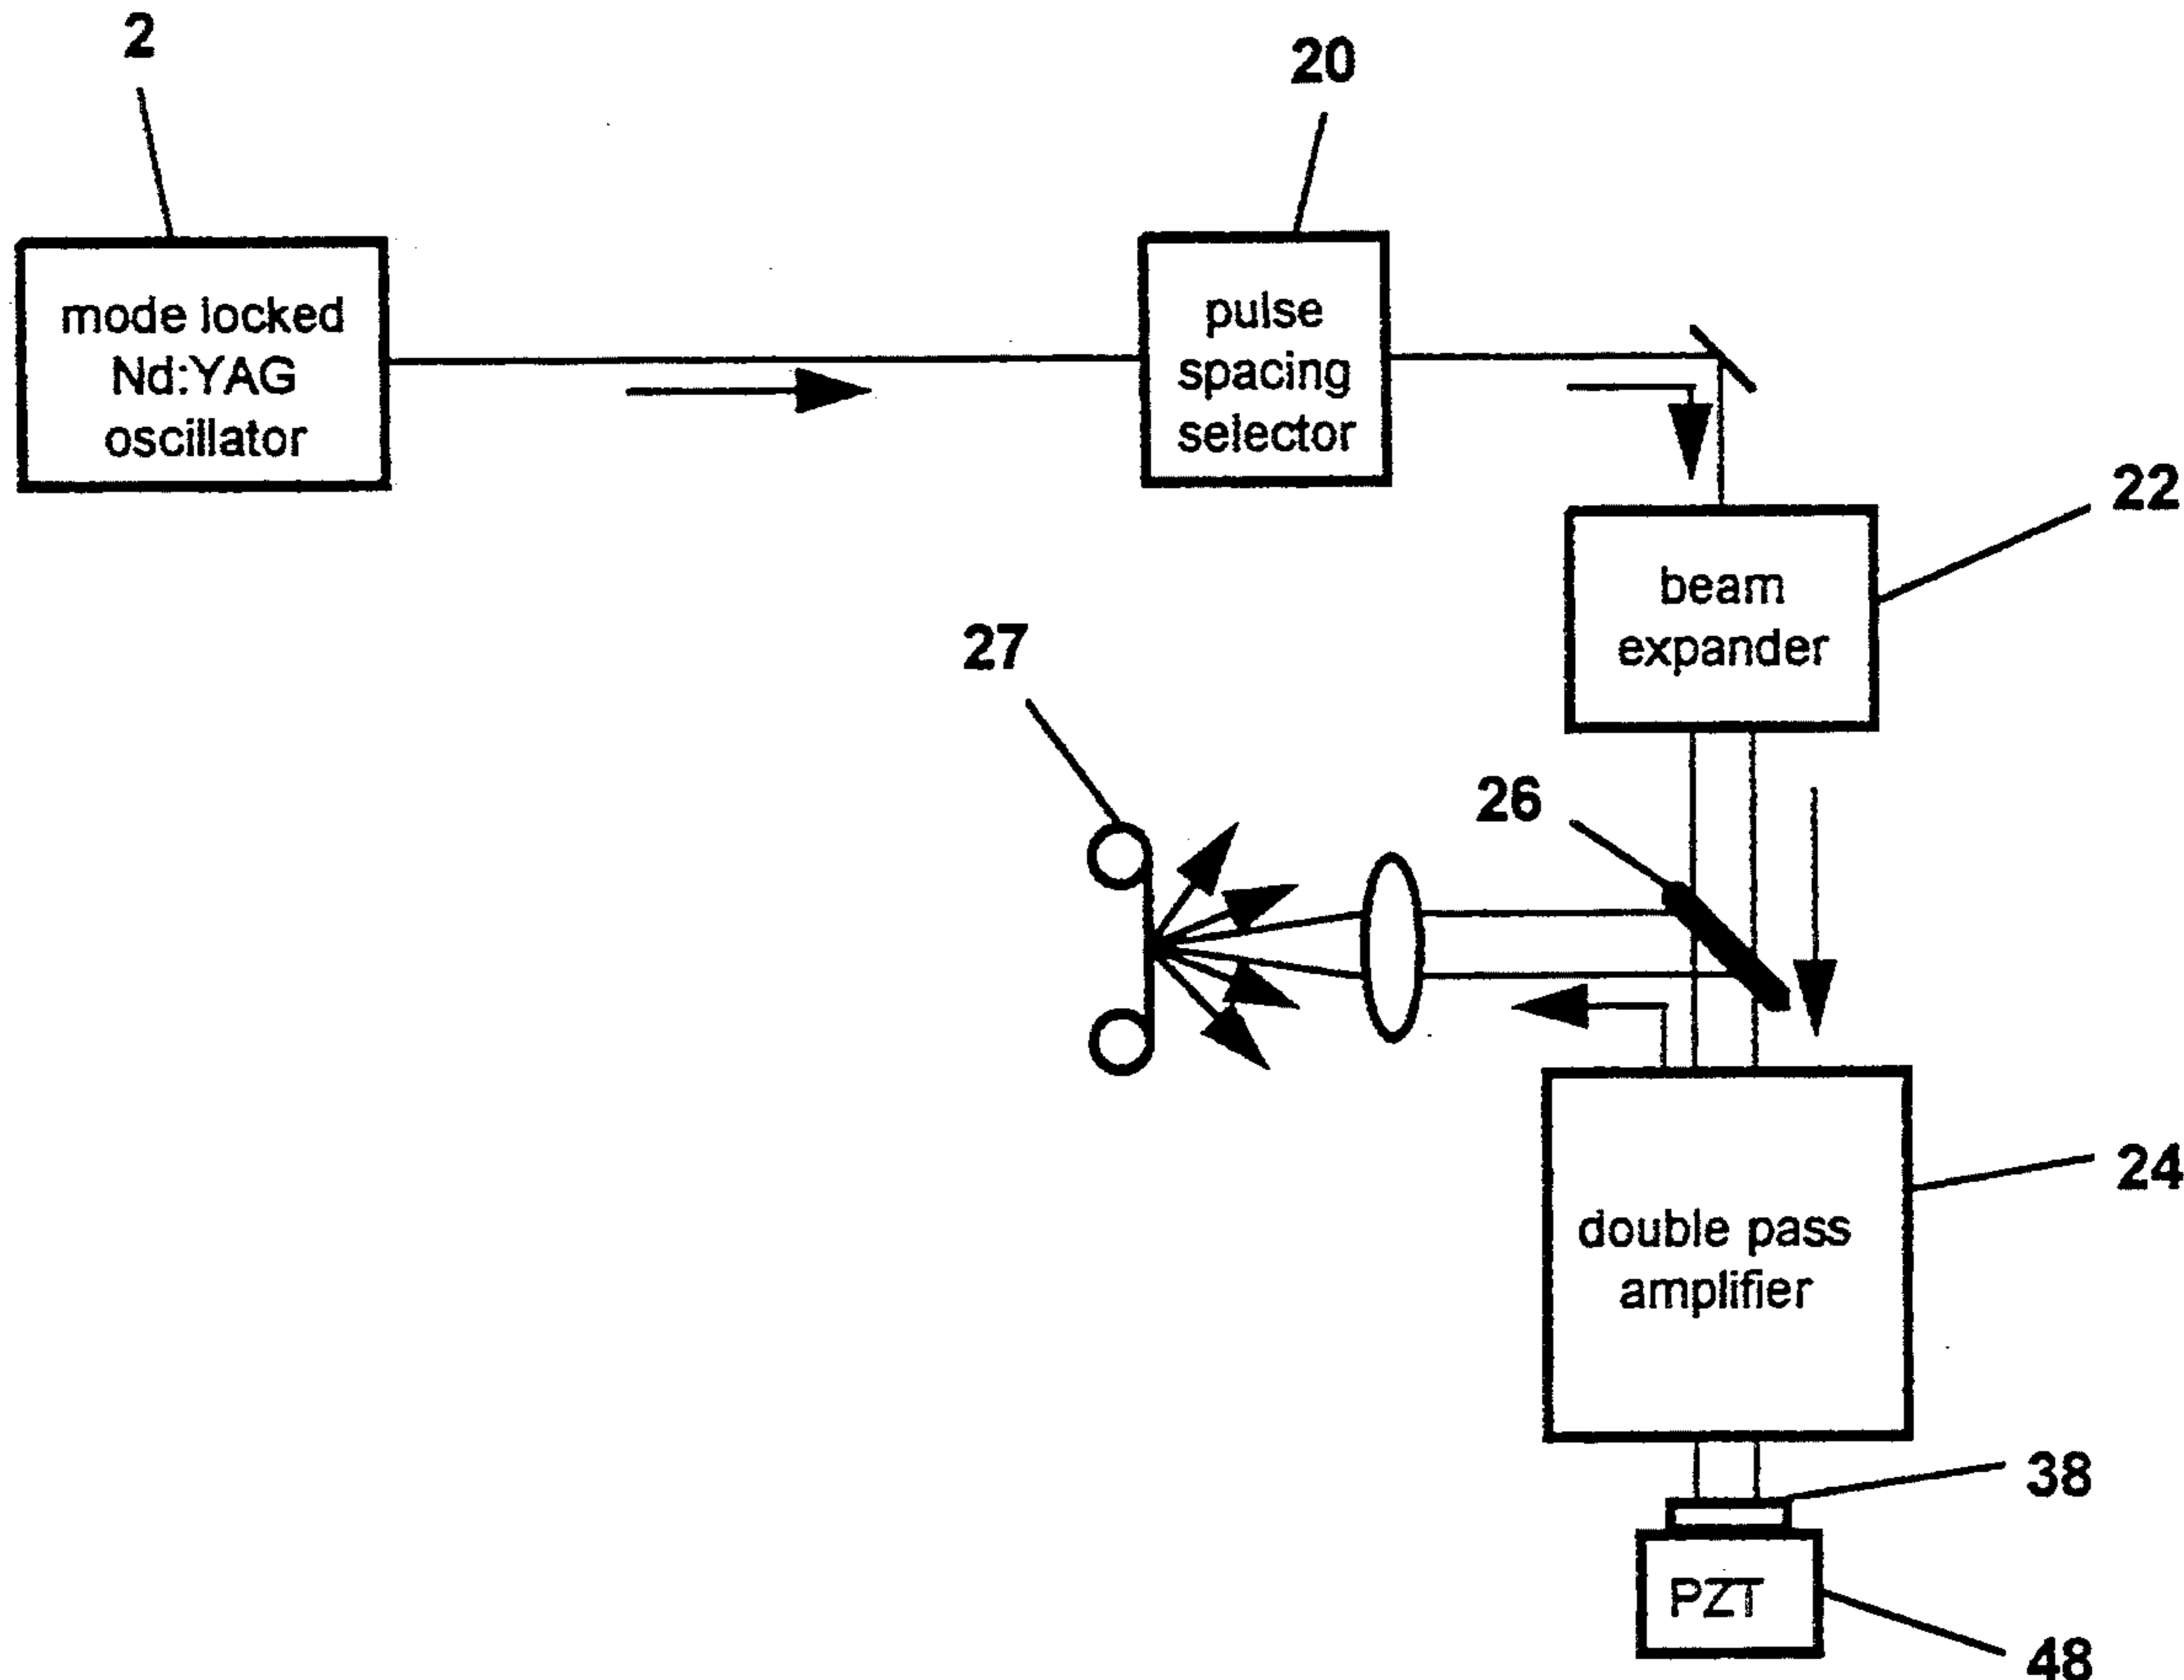 2
20
mode locked
Nd:YAG
oscillator
pulse
spacing
selector
22
beam
expander
27
26
24
double pass
amplifier
38
PZT
48